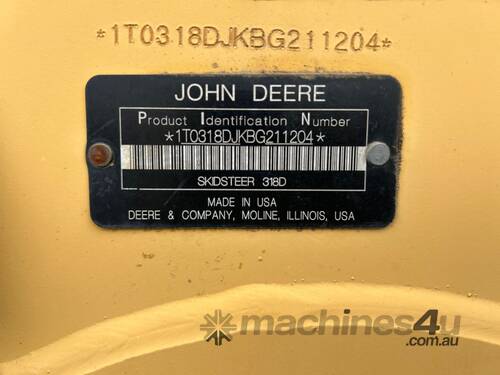 *1T0318DJKBG211204*
JOHN DEERE
Product Identification Number
*1T0318DJKBG211204*
SKIDSTEER 318D
MADE IN USA
DEERE & COMPANY, MOLINE, ILLINOIS, USA
machines4u
.com.au